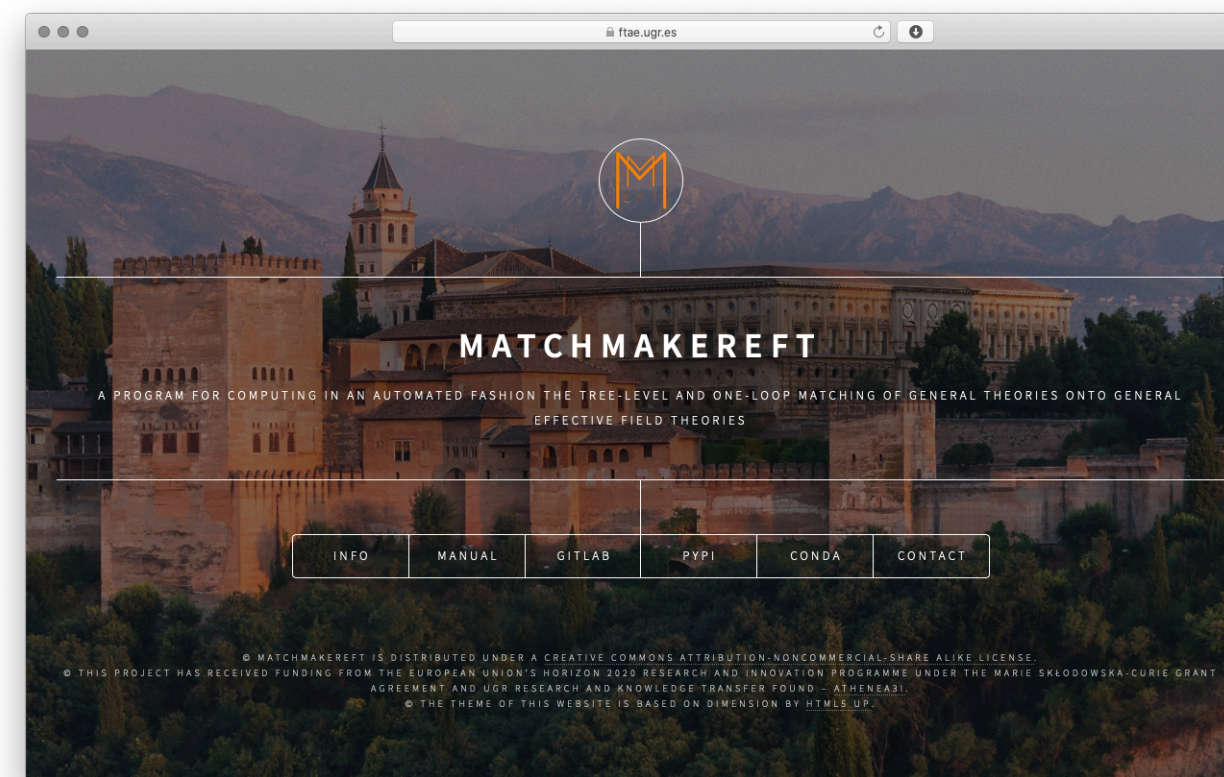 ftae.ugr.es
MATCHMAKEREFT
A PROGRAM FOR COMPUTING IN AN AUTOMATED FASHION THE TREE-LEVEL AND ONE-LOOP MATCHING OF GENERAL THEORIES ONTO GENERAL
EFFECTIVE FIELD THEORIES
INFO MANUAL GITLAB PYPI CONDA CONTACT
© MATCHMAKEREFT IS DISTRIBUTED UNDER A CREATIVE COMMONS ATTRIBUTION-NONCOMMERCIAL-SHARE ALIKE LICENSE.
© THIS PROJECT HAS RECEIVED FUNDING FROM THE EUROPEAN UNION'S HORIZON 2020 RESEARCH AND INNOVATION PROGRAMME UNDER THE MARIE SKŁODOWSKA-CURIE GRANT
AGREEMENT AND UGR RESEARCH AND KNOWLEDGE TRANSFER FOUND – ATHENEA3I.
© THE THEME OF THIS WEBSITE IS BASED ON DIMENSION BY HTML5 UP.